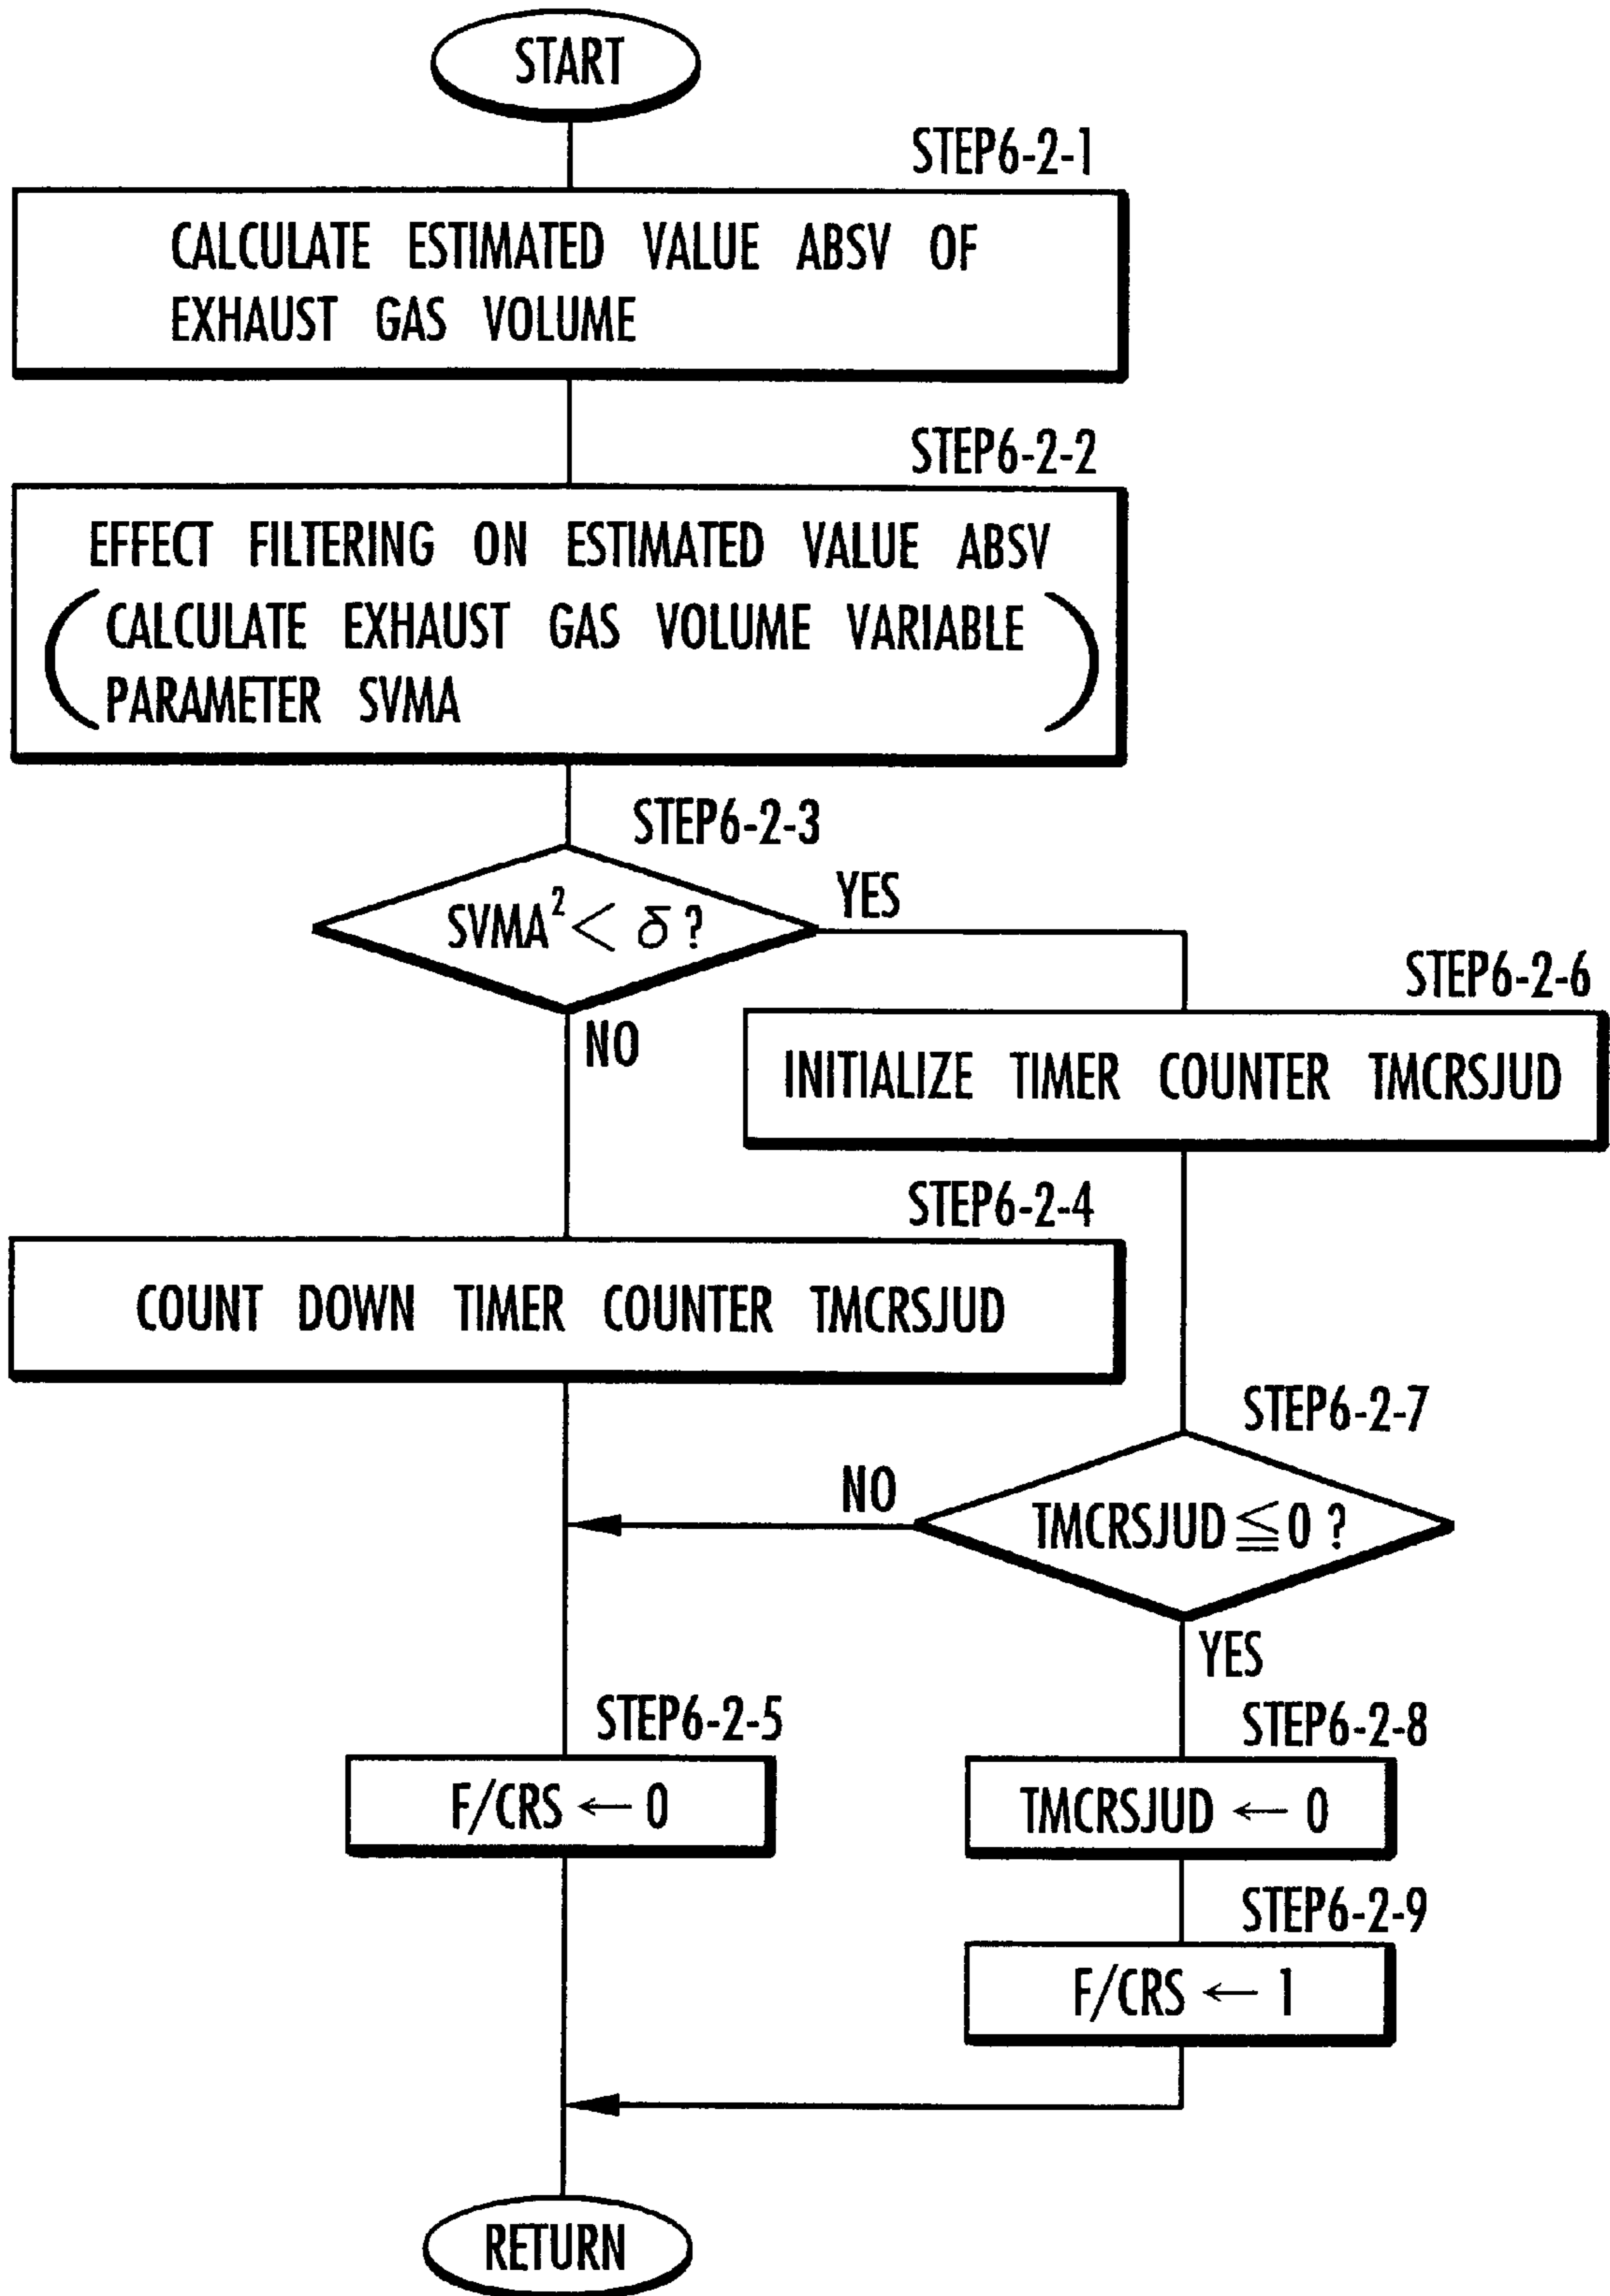 START
STEP6-2-1
CALCULATE ESTIMATED VALUE ABSV OF
EXHAUST GAS VOLUME
STEP6-2-2
EFFECT FILTERING ON ESTIMATED VALUE ABSV
(CALCULATE EXHAUST GAS VOLUME VARIABLE
PARAMETER SVMA)
STEP6-2-3
SVMA² < δ ?
YES
NO
STEP6-2-6
INITIALIZE TIMER COUNTER TMCRSJUD
STEP6-2-4
COUNT DOWN TIMER COUNTER TMCRSJUD
STEP6-2-7
NO
TMCRSJUD ≦ 0 ?
YES
STEP6-2-5
F/CRS ← 0
STEP6-2-8
TMCRSJUD ← 0
STEP6-2-9
F/CRS ← 1
RETURN